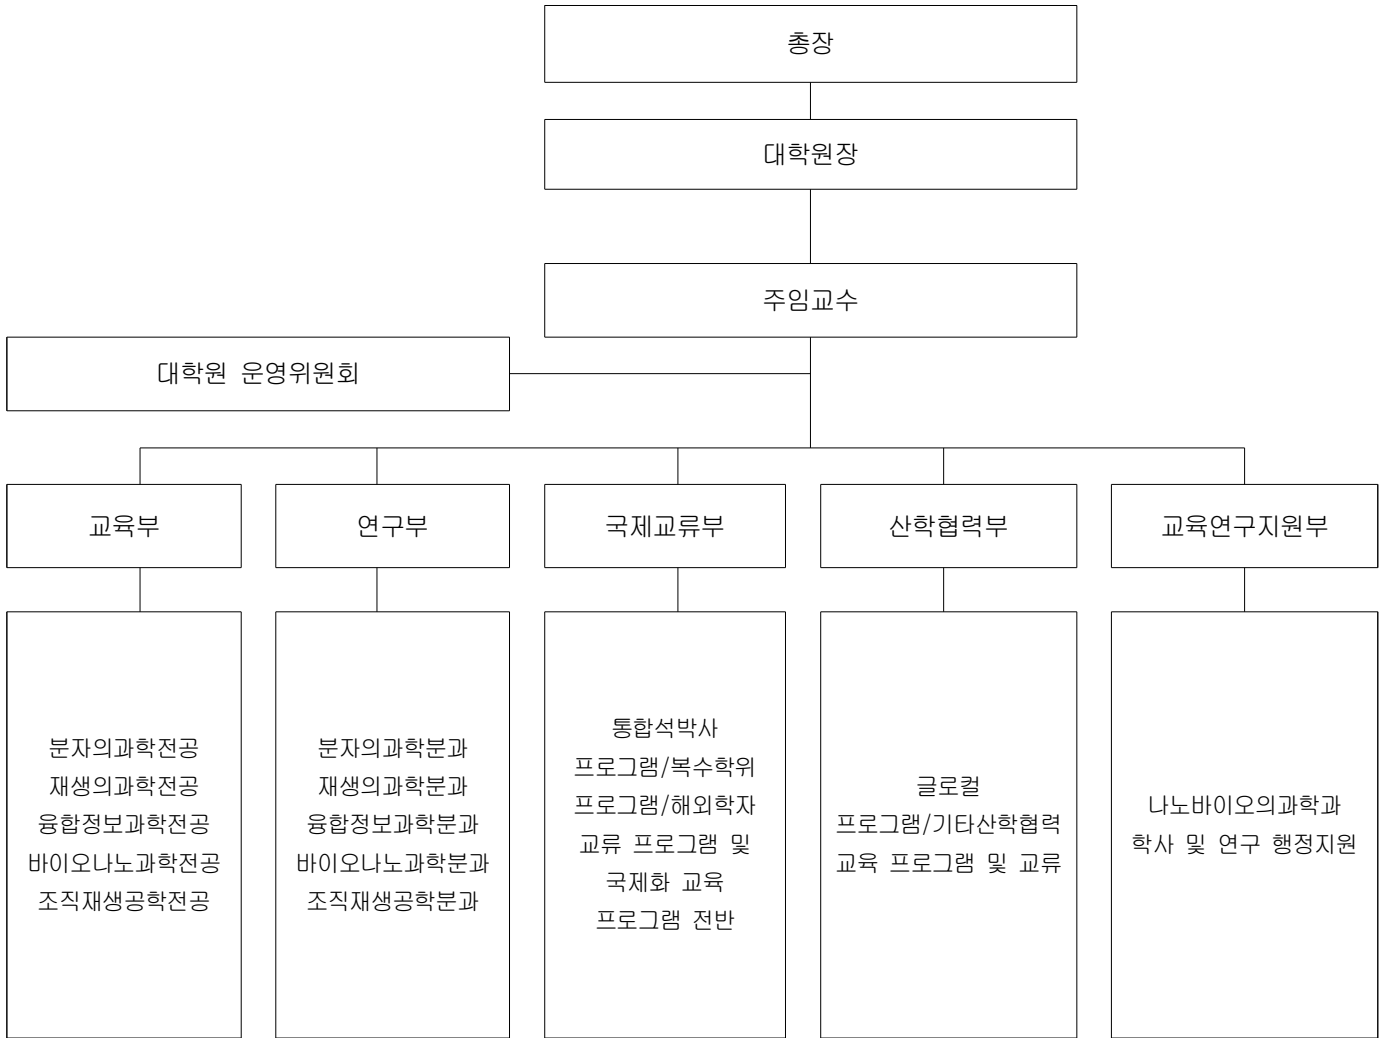 총장
대학원장
주임교수
대학원 운영위원회
교육부
연구부
국제교류부
산학협력부
교육연구지원부
분자의과학전공
재생의과학전공
융합정보과학전공
바이오나노과학전공
조직재생공학전공
분자의과학분과
재생의과학분과
융합정보과학분과
바이오나노과학분과
조직재생공학분과
통합석박사
프로그램/복수학위
프로그램/해외학자
교류 프로그램 및
국제화 교육
프로그램 전반
글로컬
프로그램/기타산학협력
교육 프로그램 및 교류
나노바이오의과학과
학사 및 연구 행정지원